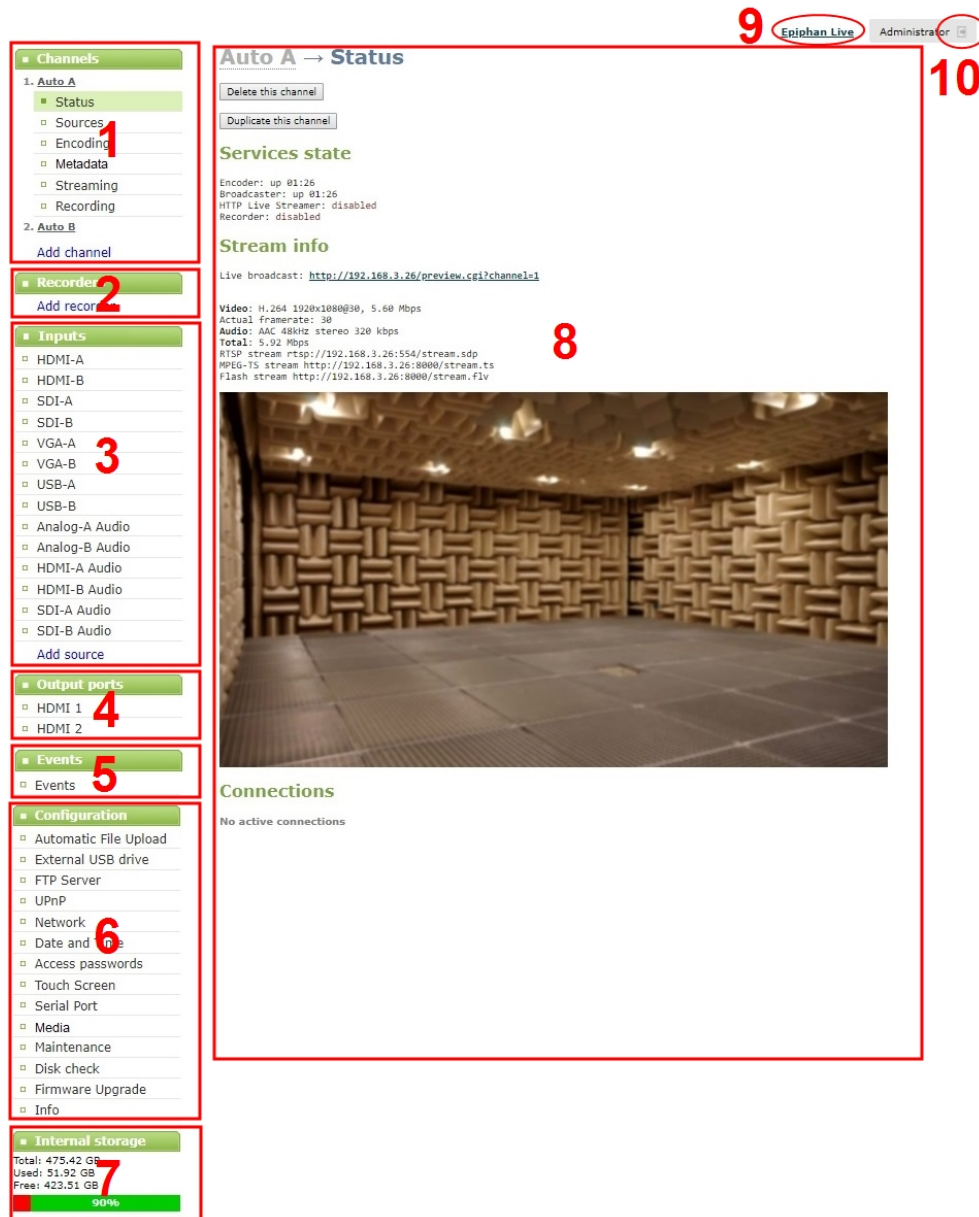 9 Epiphan Live Administrator
10
Channels
1. Auto A
Status
Sources
Encoding
Metadata
Streaming
Recording
2. Auto B
Add channel
1
Recorder
Add recorder
2
Inputs
HDMI-A
HDMI-B
SDI-A
SDI-B
VGA-A
VGA-B
USB-A
USB-B
Analog-A Audio
Analog-B Audio
HDMI-A Audio
HDMI-B Audio
SDI-A Audio
SDI-B Audio
Add source
3
Output ports
HDMI 1
HDMI 2
4
Events
Events
5
Configuration
Automatic File Upload
External USB drive
FTP Server
UPnP
Network
Date and Time
Access passwords
Touch Screen
Serial Port
Media
Maintenance
Disk check
Firmware Upgrade
Info
6
Internal storage
Total: 475.42 GB
Used: 51.92 GB
Free: 423.51 GB
90%
7
Auto A → Status
Delete this channel
Duplicate this channel
Services state
Encoder: up 01:26
Broadcaster: up 01:26
HTTP Live Streamer: disabled
Recorder: disabled
Stream info
Live broadcast: http://192.168.3.26/preview.cgi?channel=1
Video: H.264 1920x1080@30, 5.60 Mbps
Actual framerate: 30
Audio: AAC 48kHz stereo 320 kbps
Total: 5.92 Mbps
RTSP stream rtsp://192.168.3.26:554/stream.sdp
MPEG-TS stream http://192.168.3.26:8000/stream.ts
Flash stream http://192.168.3.26:8000/stream.flv
8
Connections
No active connections